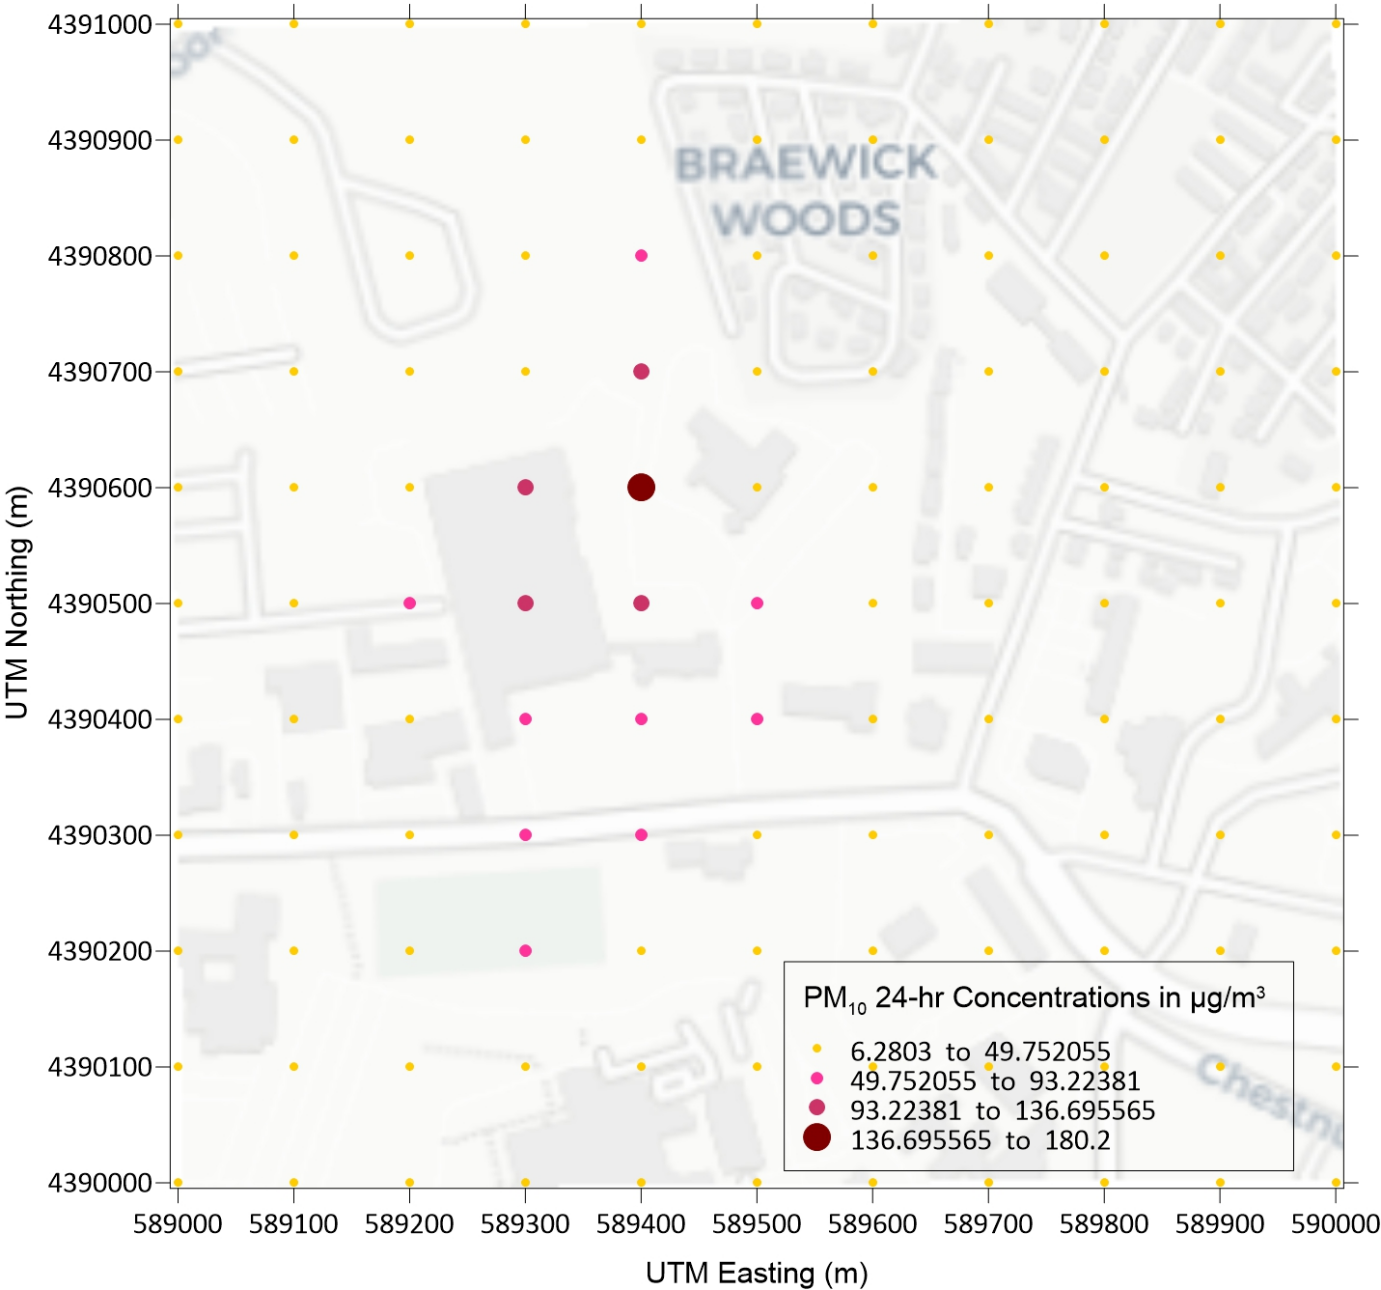 4391000
4390900
4390800
4390700
4390600
4390500
4390400
4390300
4390200
4390100
4390000
UTM Northing (m)
BRAEWICK
WOODS
PM₁₀ 24-hr Concentrations in µg/m³
6.2803 to 49.752055
49.752055 to 93.22381
93.22381 to 136.695565
136.695565 to 180.2
589000 589100 589200 589300 589400 589500 589600 589700 589800 589900 590000
UTM Easting (m)